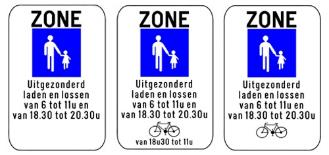 ZONE
Uitgezonderd
laden en lossen
van 6 tot 11u en
van 18.30 tot 20.30u
ZONE
Uitgezonderd
laden en lossen
van 6 tot 11u en
van 18.30 tot 20.30u
van 18u30 tot 11u
ZONE
Uitgezonderd
laden en lossen
van 6 tot 11u en
van 18.30 tot 20.30u